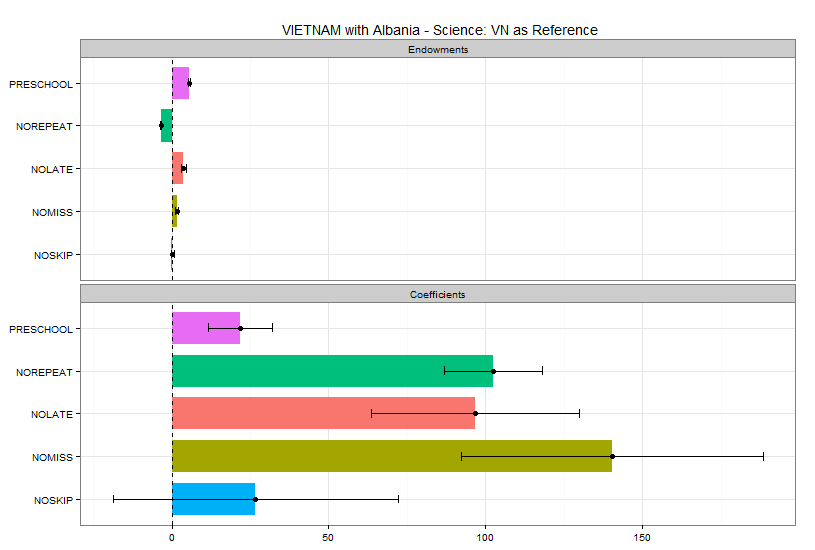 VIETNAM with Albania - Science: VN as Reference
Endowments
PRESCHOOL
NOREPEAT
NOLATE
NOMISS
NOSKIP
Coefficients
PRESCHOOL
NOREPEAT
NOLATE
NOMISS
NOSKIP
0 50 100 150